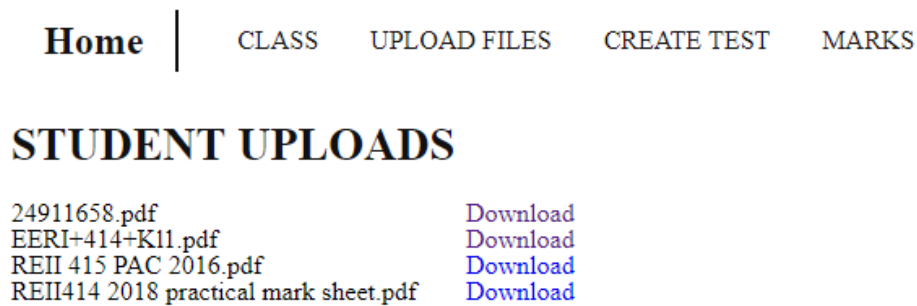 Home CLASS UPLOAD FILES CREATE TEST MARKS
STUDENT UPLOADS
24911658.pdf Download
EERI+414+K11.pdf Download
REII 415 PAC 2016.pdf Download
REII414 2018 practical mark sheet.pdf Download